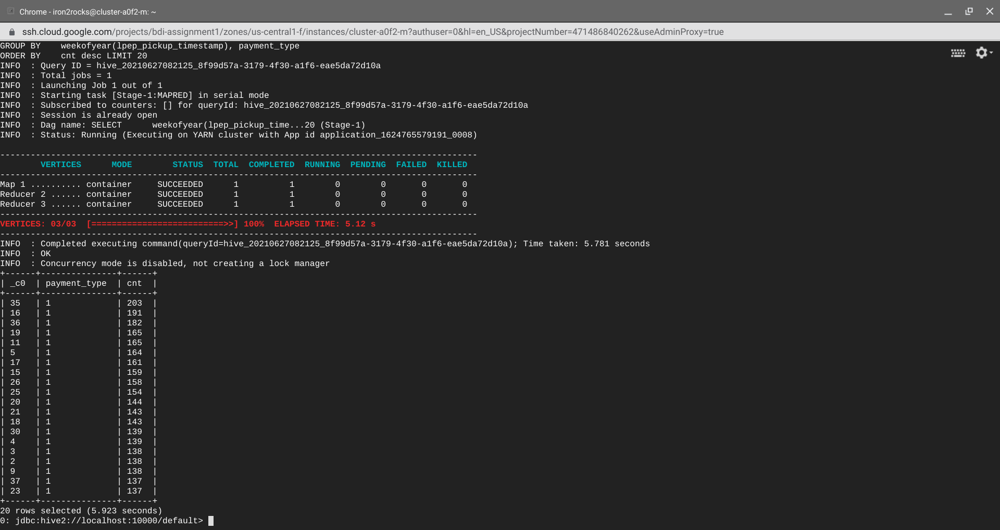 Chrome - iron2rocks@cluster-a0f2-m: ~
ssh.cloud.google.com/projects/bdi-assignment1/zones/us-central1-f/instances/cluster-a0f2-m?authuser=0&hl=en_US&projectNumber=471486840262&useAdminProxy=true
GROUP BY    weekofyear(lpep_pickup_timestamp), payment_type
ORDER BY    cnt desc LIMIT 20
INFO  : Query ID = hive_20210627082125_8f99d57a-3179-4f30-a1f6-eae5da72d10a
INFO  : Total jobs = 1
INFO  : Launching Job 1 out of 1
INFO  : Starting task [Stage-1:MAPRED] in serial mode
INFO  : Subscribed to counters: [] for queryId: hive_20210627082125_8f99d57a-3179-4f30-a1f6-eae5da72d10a
INFO  : Session is already open
INFO  : Dag name: SELECT      weekofyear(lpep_pickup_time...20 (Stage-1)
INFO  : Status: Running (Executing on YARN cluster with App id application_1624765579191_0008)
----------------------------------------------------------------------------------------------
        VERTICES      MODE        STATUS  TOTAL  COMPLETED  RUNNING  PENDING  FAILED  KILLED
----------------------------------------------------------------------------------------------
Map 1 .......... container     SUCCEEDED      1          1        0        0       0       0
Reducer 2 ...... container     SUCCEEDED      1          1        0        0       0       0
Reducer 3 ...... container     SUCCEEDED      1          1        0        0       0       0
----------------------------------------------------------------------------------------------
VERTICES: 03/03  [==========================>>] 100%  ELAPSED TIME: 5.12 s
----------------------------------------------------------------------------------------------
INFO  : Completed executing command(queryId=hive_20210627082125_8f99d57a-3179-4f30-a1f6-eae5da72d10a); Time taken: 5.781 seconds
INFO  : OK
INFO  : Concurrency mode is disabled, not creating a lock manager
+------+---------------+------+
| _c0  | payment_type  | cnt  |
+------+---------------+------+
| 35   | 1             | 203  |
| 16   | 1             | 191  |
| 36   | 1             | 182  |
| 19   | 1             | 165  |
| 11   | 1             | 165  |
| 5    | 1             | 164  |
| 17   | 1             | 161  |
| 15   | 1             | 159  |
| 26   | 1             | 158  |
| 25   | 1             | 154  |
| 20   | 1             | 144  |
| 21   | 1             | 143  |
| 18   | 1             | 143  |
| 30   | 1             | 139  |
| 4    | 1             | 139  |
| 3    | 1             | 138  |
| 2    | 1             | 138  |
| 9    | 1             | 138  |
| 37   | 1             | 137  |
| 23   | 1             | 137  |
+------+---------------+------+
20 rows selected (5.923 seconds)
0: jdbc:hive2://localhost:10000/default>